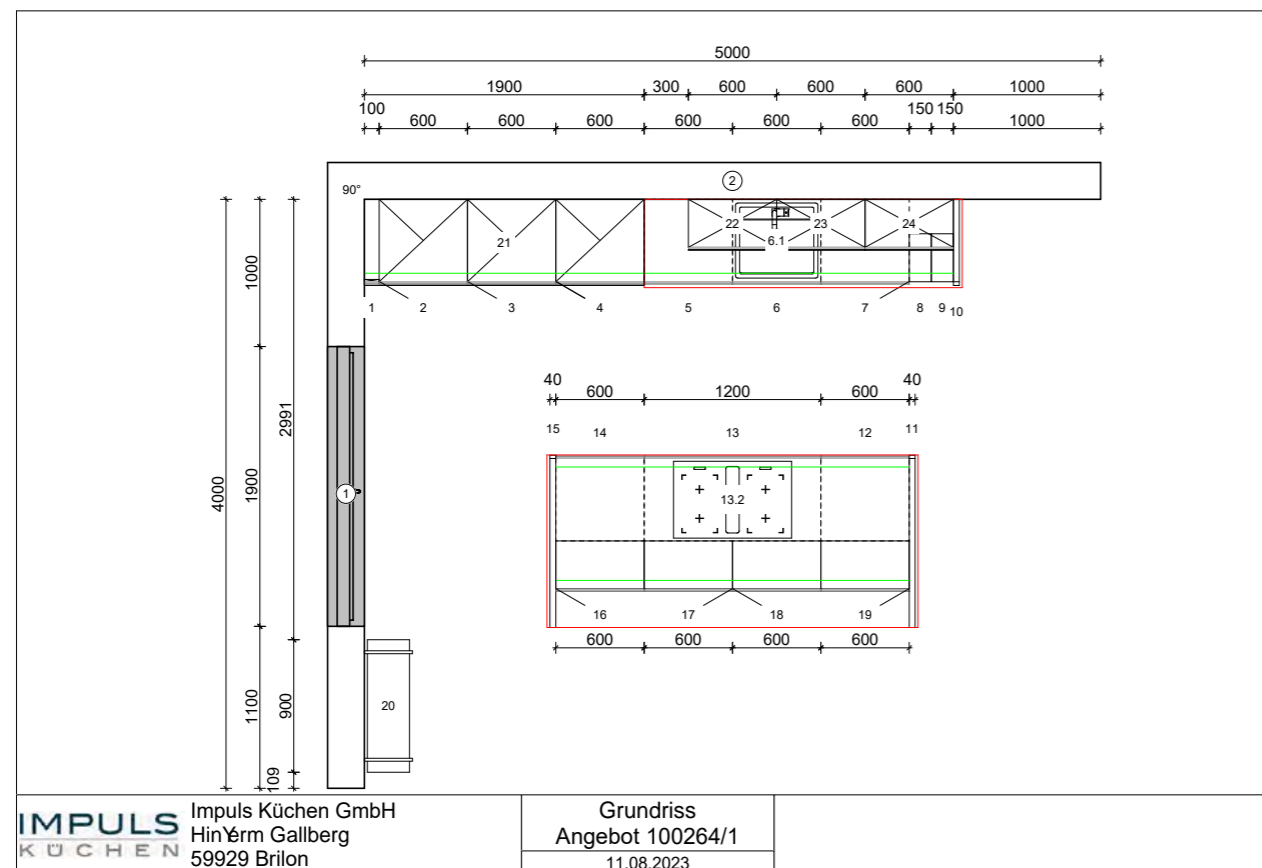 5000
1900 300 600 600 600 1000
100 600 600 600 600 600 600 150 150 1000
2
90°
21 22 23 24
6.1
1 2 3 4 5 6 7 8 9 10
1000
2991
4000
1900
1
40 600 1200 600 40
15 14 13 12 11
13.2
16 17 18 19
600 600 600 600
1100
900
20
109
IMPULS
KÜCHEN
Impuls Küchen GmbH
HinŸerm Gallberg
59929 Brilon
Grundriss
Angebot 100264/1
11.08.2023